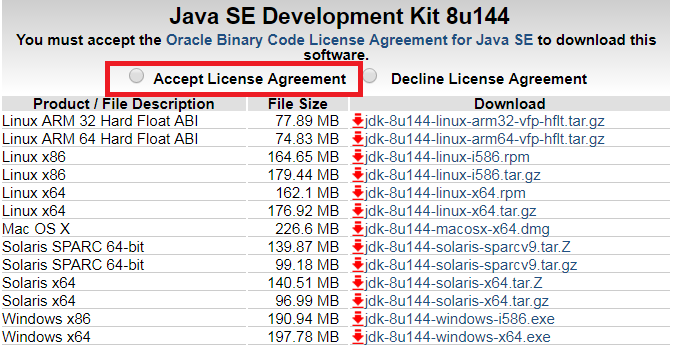 Java SE Development Kit 8u144
You must accept the Oracle Binary Code License Agreement for Java SE to download this
software.
Accept License Agreement Decline License Agreement
Product / File Description File Size Download
Linux ARM 32 Hard Float ABI 77.89 MB jdk-8u144-linux-arm32-vfp-hflt.tar.gz
Linux ARM 64 Hard Float ABI 74.83 MB jdk-8u144-linux-arm64-vfp-hflt.tar.gz
Linux x86 164.65 MB jdk-8u144-linux-i586.rpm
Linux x86 179.44 MB jdk-8u144-linux-i586.tar.gz
Linux x64 162.1 MB jdk-8u144-linux-x64.rpm
Linux x64 176.92 MB jdk-8u144-linux-x64.tar.gz
Mac OS X 226.6 MB jdk-8u144-macosx-x64.dmg
Solaris SPARC 64-bit 139.87 MB jdk-8u144-solaris-sparcv9.tar.Z
Solaris SPARC 64-bit 99.18 MB jdk-8u144-solaris-sparcv9.tar.gz
Solaris x64 140.51 MB jdk-8u144-solaris-x64.tar.Z
Solaris x64 96.99 MB jdk-8u144-solaris-x64.tar.gz
Windows x86 190.94 MB jdk-8u144-windows-i586.exe
Windows x64 197.78 MB jdk-8u144-windows-x64.exe